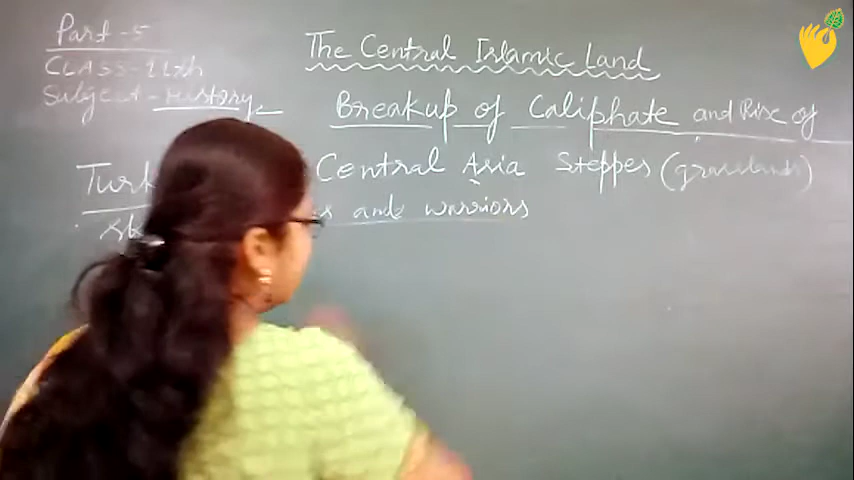 Part-5
CLASS-11th
Subject-History
The Central Islamic Land
Breakup of Caliphate and Rise of
Turk Central Asia Steppes (grasslands)
and warriors